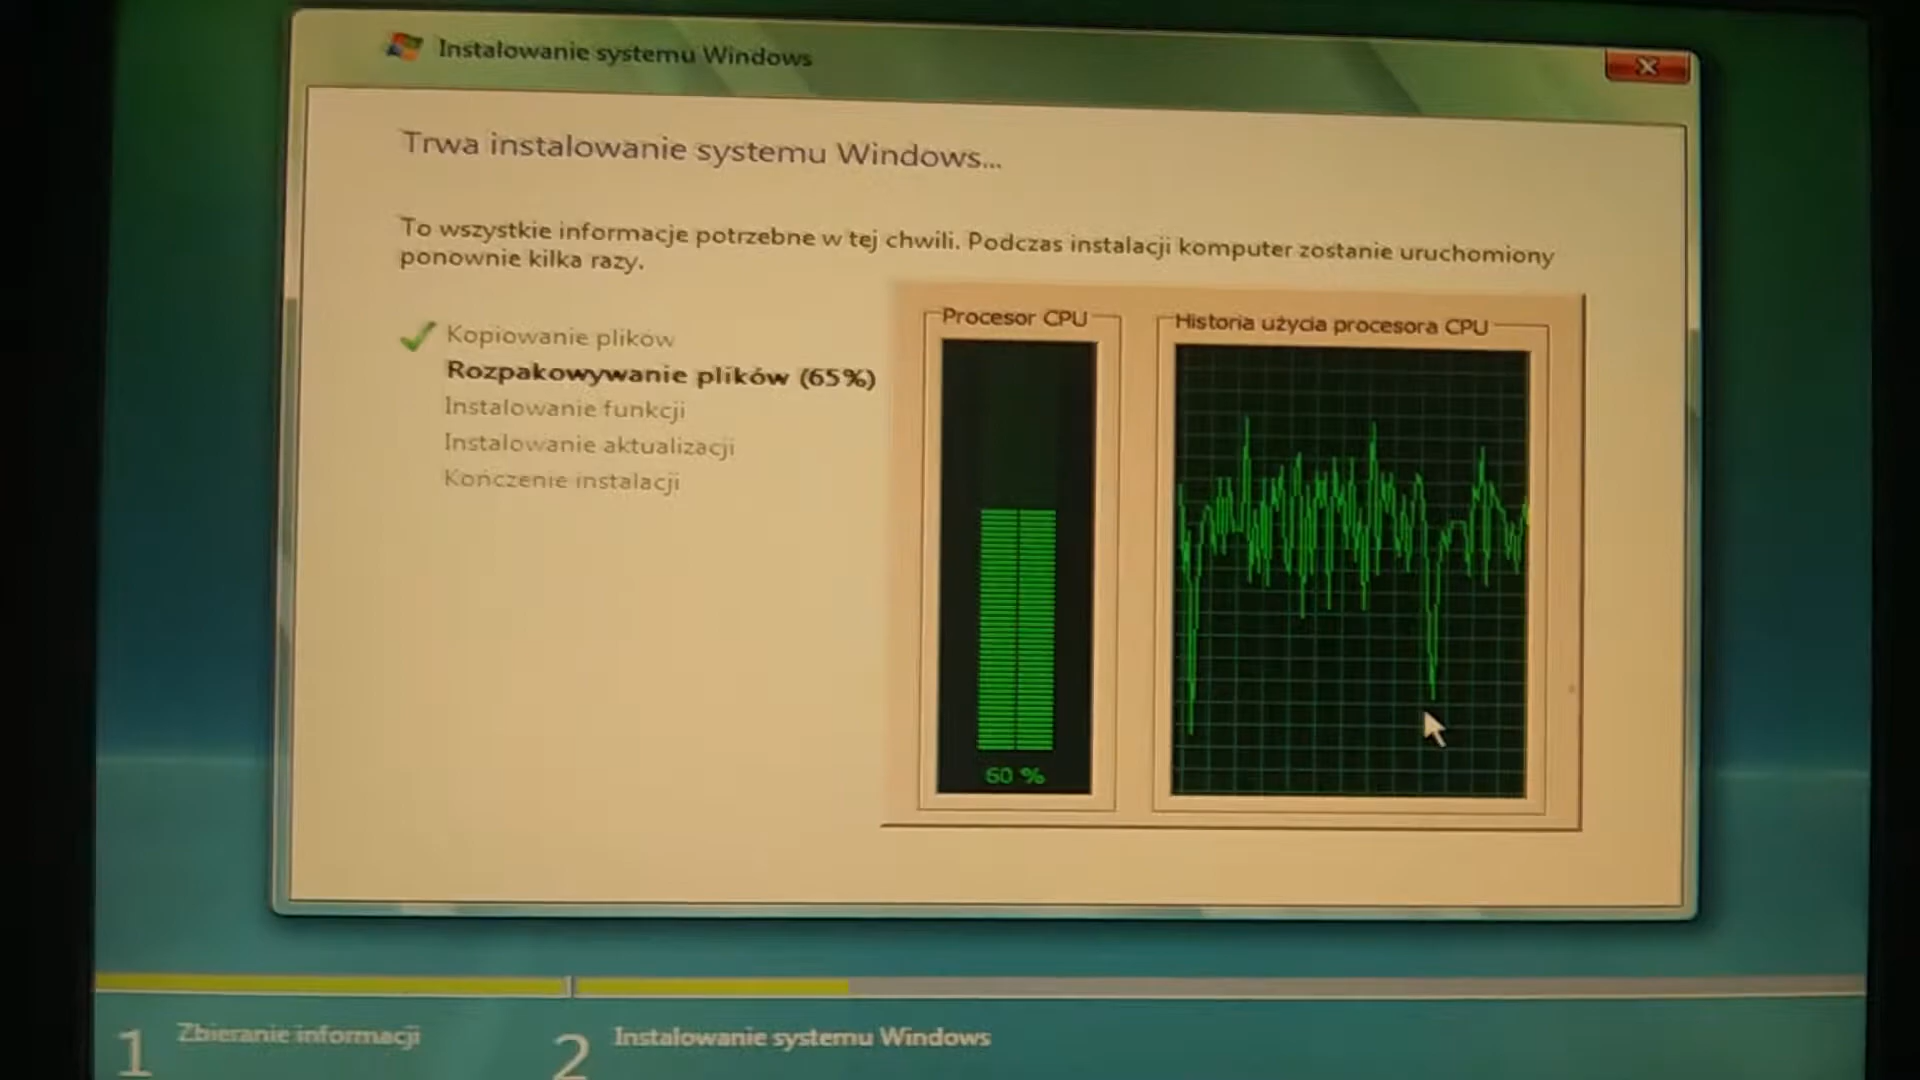 Instalowanie systemu Windows
Trwa instalowanie systemu Windows...
To wszystkie informacje potrzebne w tej chwili. Podczas instalacji komputer zostanie uruchomiony
ponownie kilka razy.
Kopiowanie plików
Rozpakowywanie plików (65%)
Instalowanie funkcji
Instalowanie aktualizacji
Kończenie instalacji
Procesor CPU
60 %
Historia użycia procesora CPU
1 Zbieranie informacji
2 Instalowanie systemu Windows